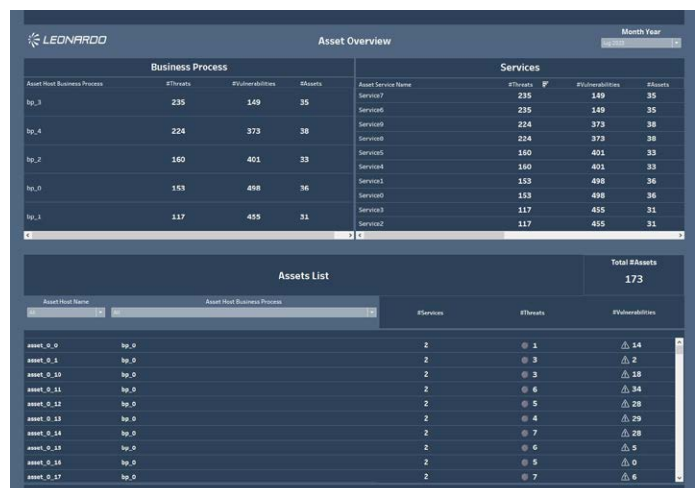 LEONARDO
Asset Overview
Month Year
Business Process
Services
Asset Host Business Process #Threats #Vulnerabilities #Assets
bp_3 235 149 35
bp_4 224 373 38
bp_2 160 401 33
bp_0 153 498 36
bp_1 117 455 31
Asset Service Name #Threats #Vulnerabilities #Assets
Service7 235 149 35
Service6 235 149 35
Service9 224 373 38
Service8 224 373 38
Service5 160 401 33
Service4 160 401 33
Service1 153 498 36
Service0 153 498 36
Service3 117 455 31
Service2 117 455 31
Assets List
Total #Assets
173
Asset Host Name Asset Host Business Process
All All
#Services #Threats #Vulnerabilities
asset_0_0 bp_0 2 1 14
asset_0_1 bp_0 2 3 2
asset_0_10 bp_0 2 3 18
asset_0_11 bp_0 2 6 34
asset_0_12 bp_0 2 5 28
asset_0_13 bp_0 2 4 29
asset_0_14 bp_0 2 7 28
asset_0_15 bp_0 2 6 5
asset_0_16 bp_0 2 5 0
asset_0_17 bp_0 2 7 6